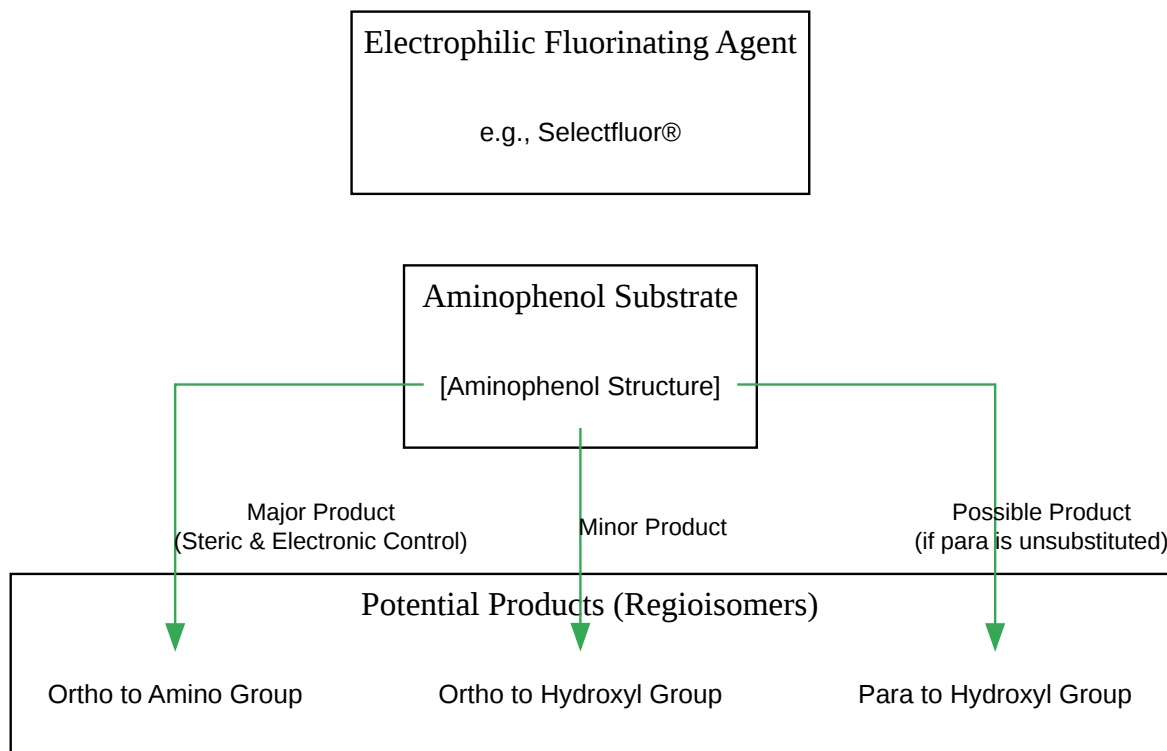 Electrophilic Fluorinating Agent
e.g., Selectfluor®
Aminophenol Substrate
[Aminophenol Structure]
Major Product
(Steric & Electronic Control)
Minor Product
Possible Product
(if para is unsubstituted)
Potential Products (Regioisomers)
Ortho to Amino Group
Ortho to Hydroxyl Group
Para to Hydroxyl Group